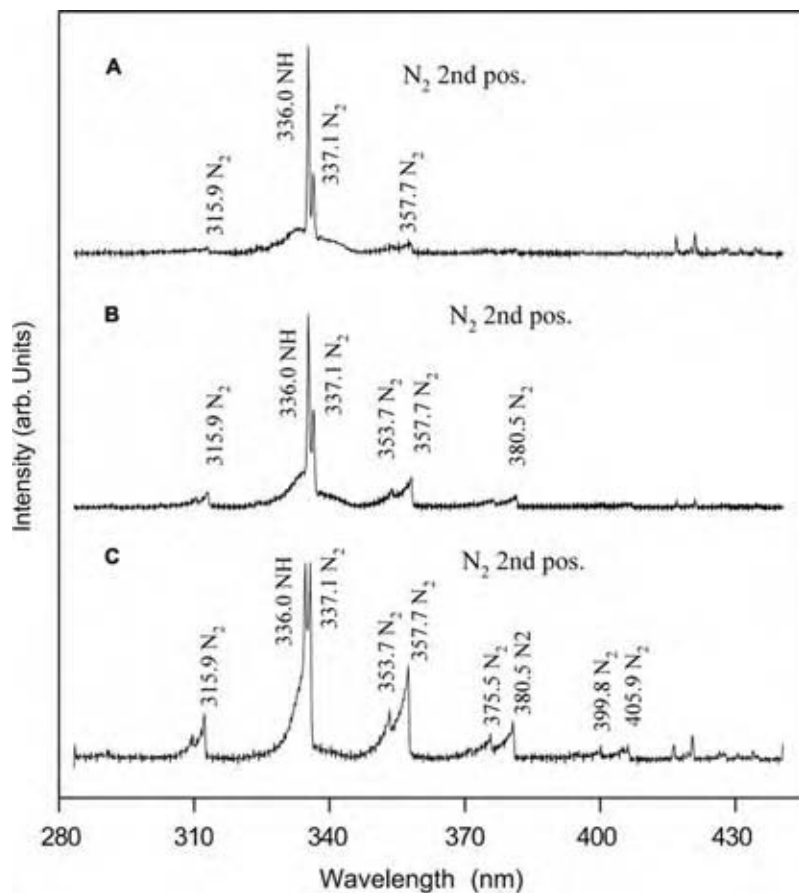 A
N2 2nd pos.
315.9 N2
336.0 NH
337.1 N2
357.7 N2
B
N2 2nd pos.
315.9 N2
336.0 NH
337.1 N2
353.7 N2
357.7 N2
380.5 N2
C
N2 2nd pos.
315.9 N2
336.0 NH
337.1 N2
353.7 N2
357.7 N2
375.5 N2
380.5 N2
399.8 N2
405.9 N2
Intensity (arb. Units)
280 310 340 370 400 430
Wavelength (nm)